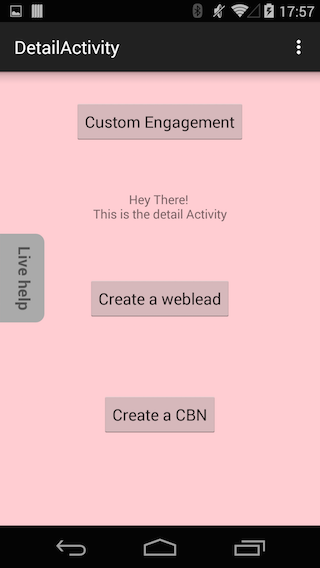 17:57
DetailActivity
Custom Engagement
Hey There!
This is the detail Activity
Live help
Create a weblead
Create a CBN